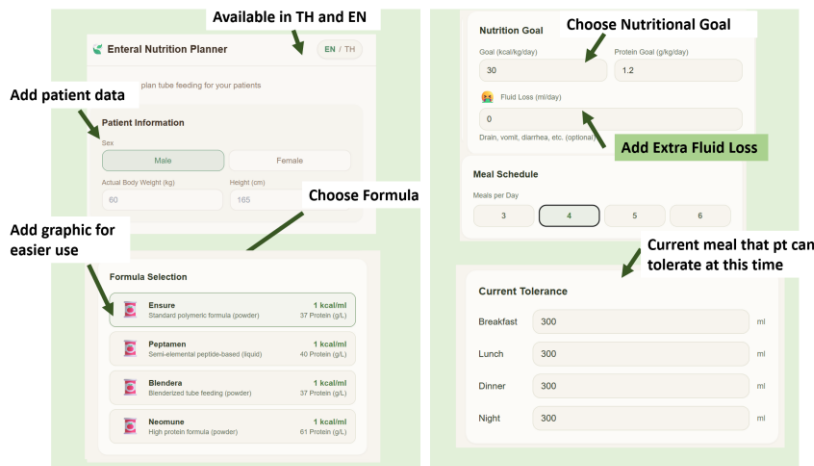 Available in TH and EN
Enteral Nutrition Planner
EN / TH
plan tube feeding for your patients
Add patient data
Patient Information
Sex
Male
Female
Actual Body Weight (kg)
Height (cm)
60
165
Choose Formula
Add graphic for
easier use
Formula Selection
Ensure
1 kcal/ml
Standard polymeric formula (powder)
37 Protein (g/L)
Peptamen
1 kcal/ml
Semi-elemental peptide-based (liquid)
40 Protein (g/L)
Blendera
1 kcal/ml
Blenderized tube feeding (powder)
37 Protein (g/L)
Neomune
1 kcal/ml
High protein formula (powder)
61 Protein (g/L)
Nutrition Goal
Choose Nutritional Goal
Goal (kcal/kg/day)
Protein Goal (g/kg/day)
30
1.2
Fluid Loss (ml/day)
0
Drain, vomit, diarrhea, etc. (optional)
Add Extra Fluid Loss
Meal Schedule
Meals per Day
3
4
5
6
Current meal that pt can
tolerate at this time
Current Tolerance
Breakfast
300
ml
Lunch
300
ml
Dinner
300
ml
Night
300
ml